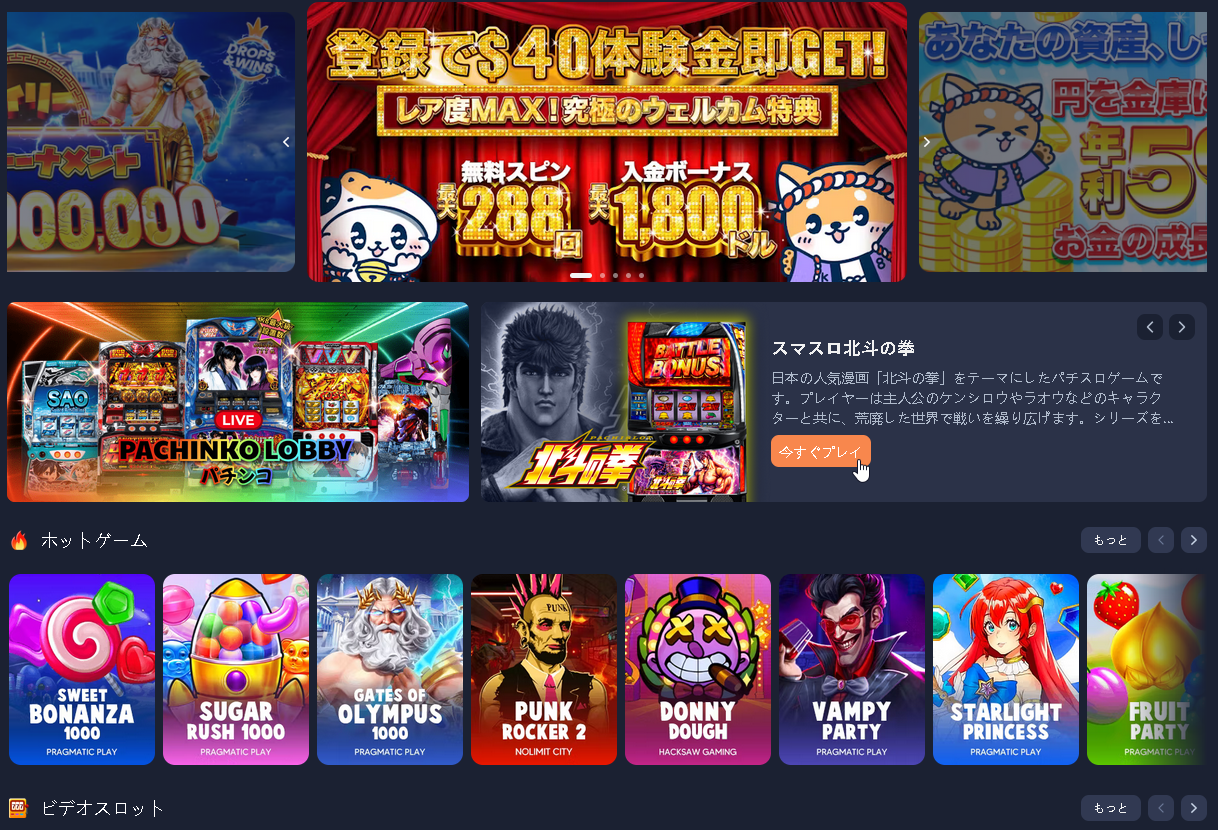 DROPS
&WINS
イリー
ーナメント
000,000
登録で$40体験金即GET!
レア度MAX!究極のウェルカム特典
無料スピン
最大288回
入金ボーナス
最大1,800ドル
あなたの資産、し
円を金庫に
年利5
お金の成長
SAO
LIVE
PACHINKO LOBBY
パチンコ
BATTLE
BONUS
PACHISLOT
北斗の拳
スマスロ北斗の拳
日本の人気漫画「北斗の拳」をテーマにしたパチスロゲームで
す。プレイヤーは主人公のケンシロウやラオウなどのキャラク
ターと共に、荒廃した世界で戦いを繰り広げます。シリーズを...
今すぐプレイ
ホットゲーム
もっと
SWEET
BONANZA
1000
PRAGMATIC PLAY
SUGAR
RUSH 1000
PRAGMATIC PLAY
GATES OF
OLYMPUS
1000
PRAGMATIC PLAY
PUNK
PUNK
ROCKER 2
NOLIMIT CITY
DONNY
DOUGH
HACKSAW GAMING
VAMPY
PARTY
PRAGMATIC PLAY
STARLIGHT
PRINCESS
PRAGMATIC PLAY
FRUIT
PARTY
PRAGMATIC PLAY
ビデオスロット
もっと